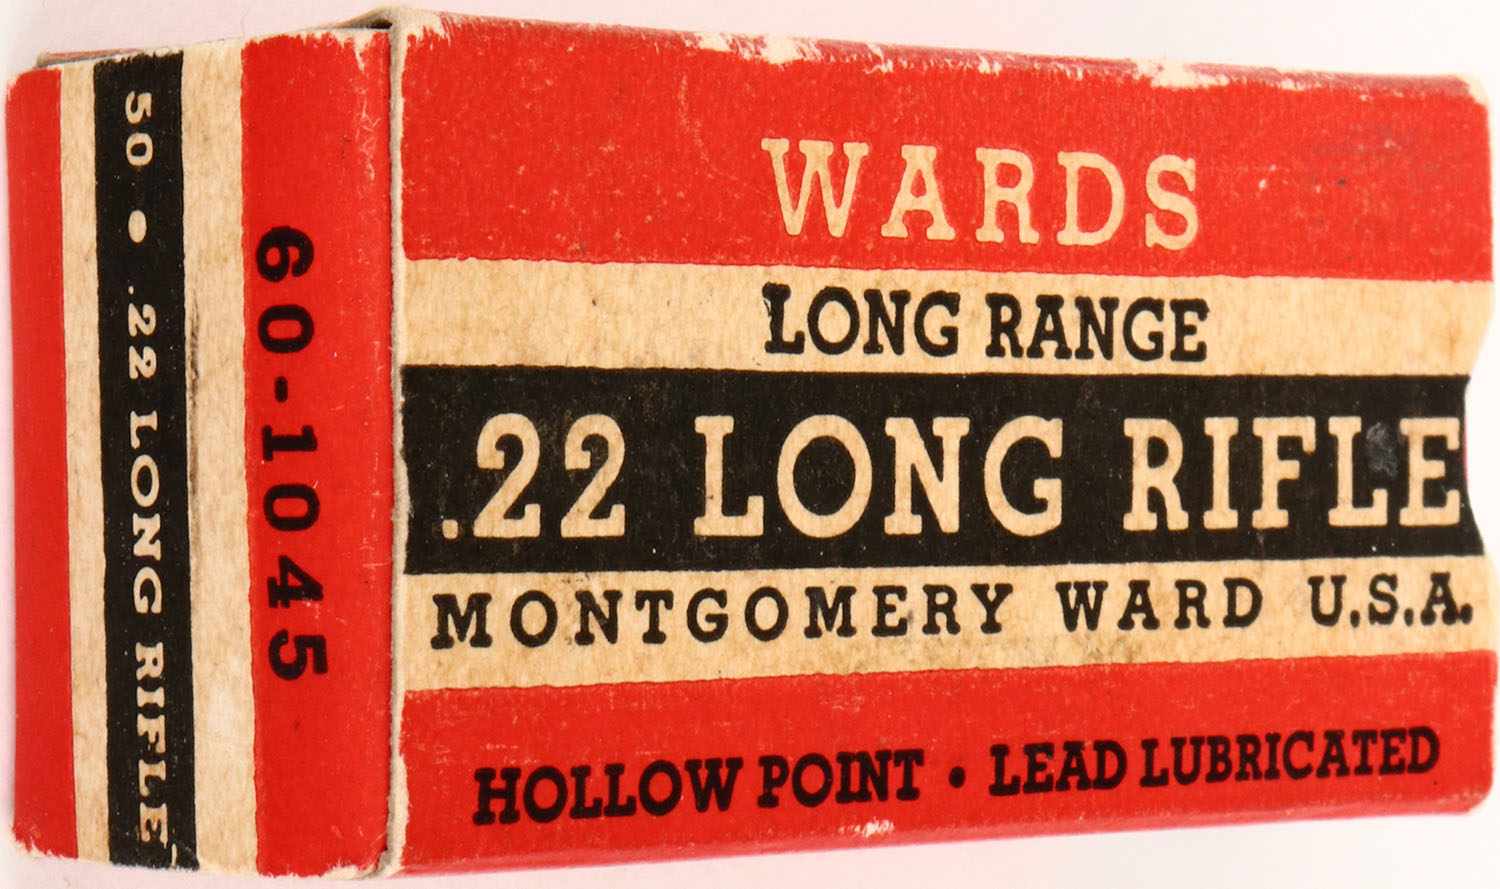 WARDS
LONG RANGE
.22 LONG RIFLE
MONTGOMERY WARD U.S.A.
HOLLOW POINT • LEAD LUBRICATED
60-1045
50 • .22 LONG RIFLE